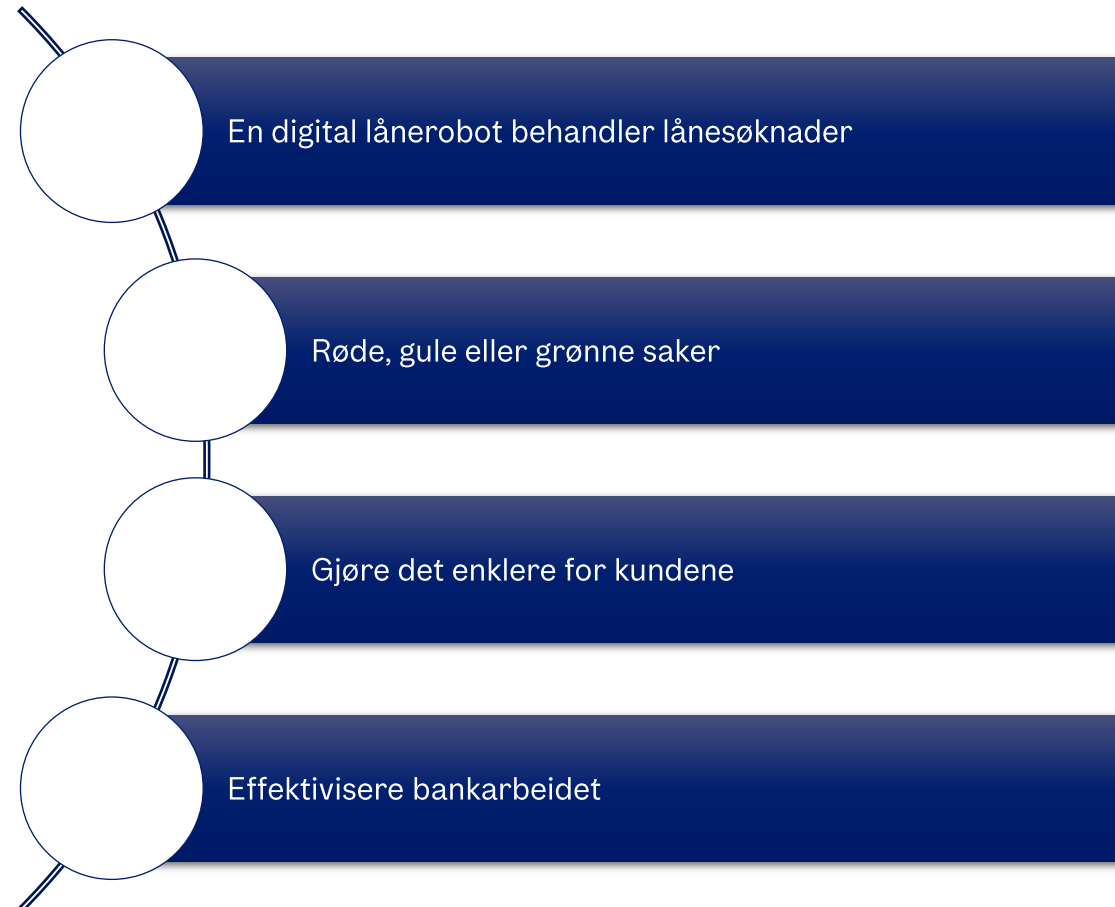 En digital lånerobot behandler lånesøknader
Røde, gule eller grønne saker
Gjøre det enklere for kundene
Effektivisere bankarbeidet